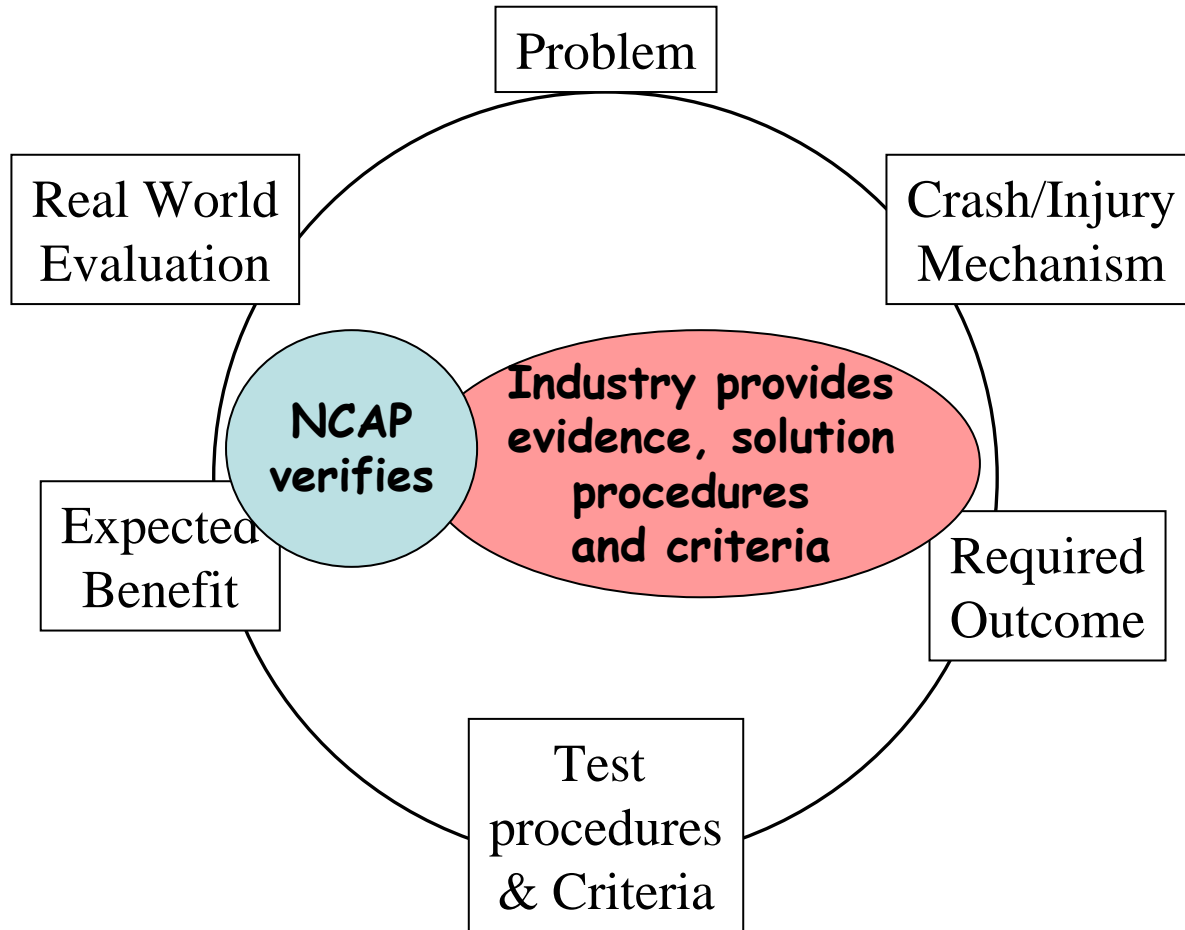 Problem
Real World
Evaluation
Crash/Injury
Mechanism
NCAP
verifies
Industry provides
evidence, solution
procedures
and criteria
Expected
Benefit
Required
Outcome
Test
procedures
& Criteria